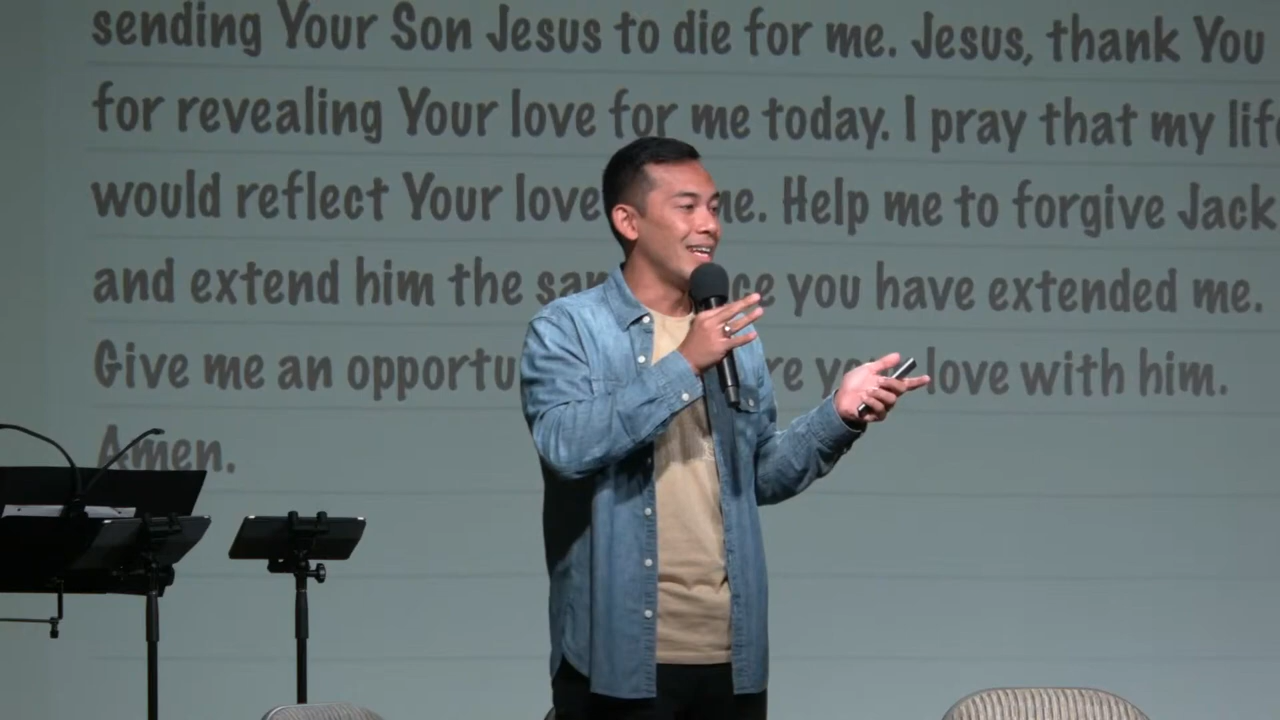 sending Your Son Jesus to die for me. Jesus, thank You
for revealing Your love for me today. I pray that my
would reflect Your love me. Help me to forgive Jack
and extend him the you have extended me.
Give me an love with him.
Amen.